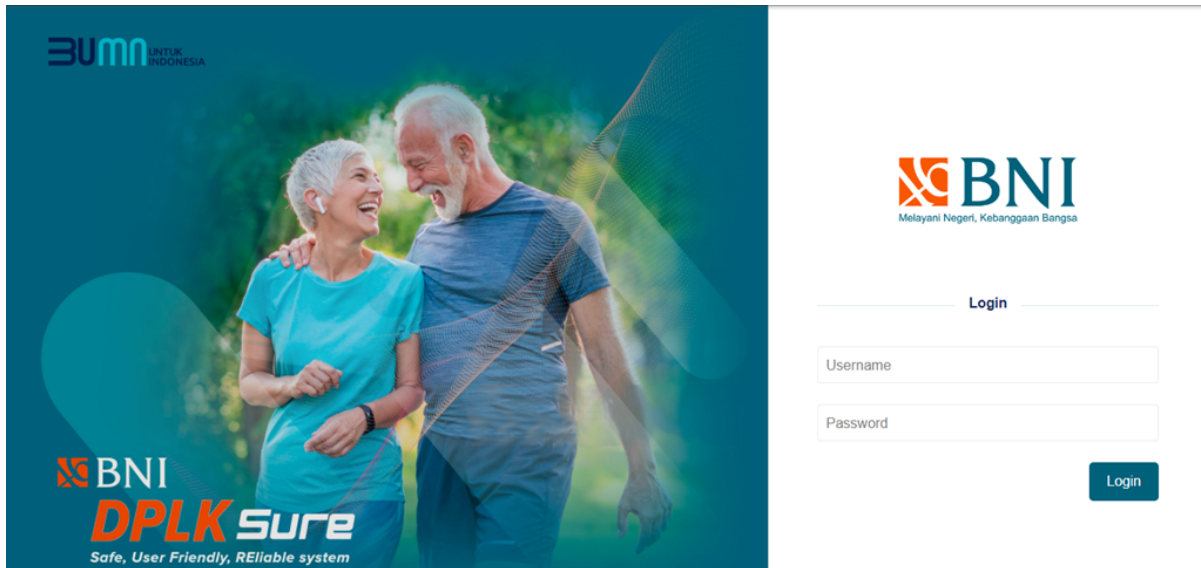 BUMN UNTUK
INDONESIA
BNI
DPLK Sure
Safe, User Friendly, REliable system
BNI
Melayani Negeri, Kebanggaan Bangsa
Login
Username
Password
Login